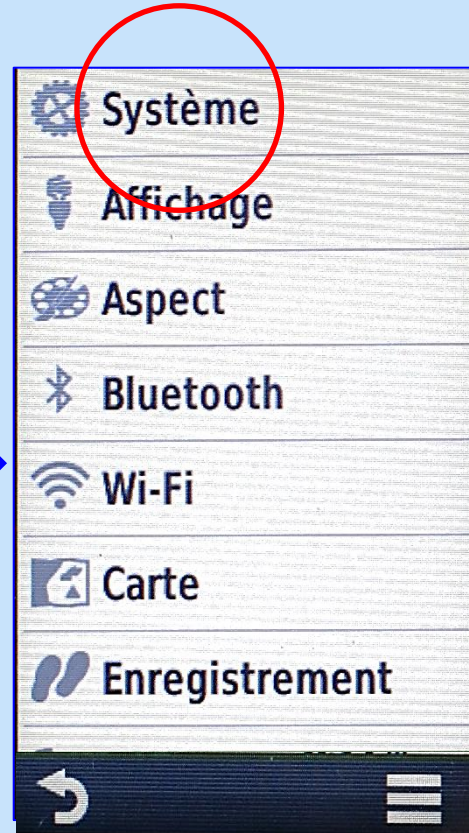 Système
Affichage
Aspect
Bluetooth
Wi-Fi
Carte
Enregistrement